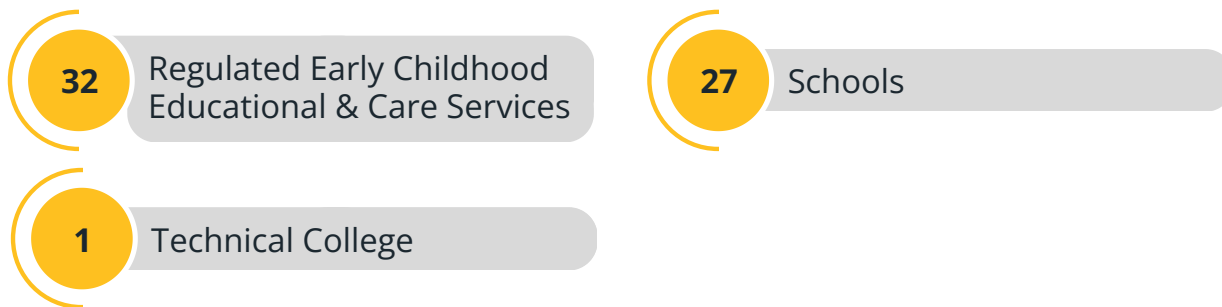 32
Regulated Early Childhood
Educational & Care Services
27
Schools
1
Technical College